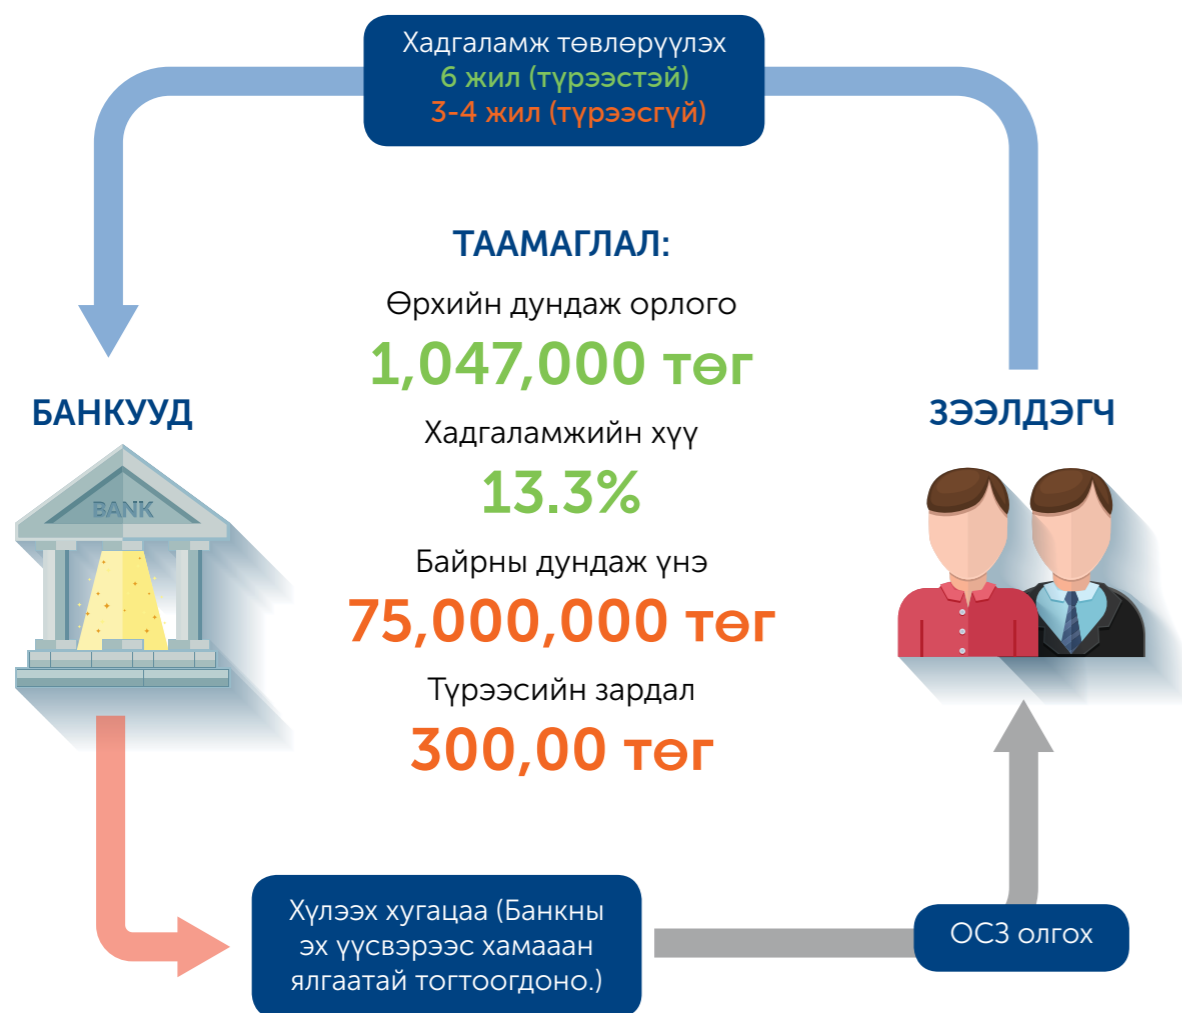 Хадгаламж төвлөрүүлэх
6 жил (түрээстэй)
3-4 жил (түрээсгүй)
ТААМАГЛАЛ:
Өрхийн дундаж орлого
1,047,000 төг
Хадгаламжийн хүү
13.3%
Байрны дундаж үнэ
75,000,000 төг
Түрээсийн зардал
300,00 төг
БАНКУУД
BANK
ЗЭЭЛДЭГЧ
Хүлээх хугацаа (Банкны
эх үүсвэрээс хамааан
ялгаатай тогтоогдоно.)
ОСЗ олгох